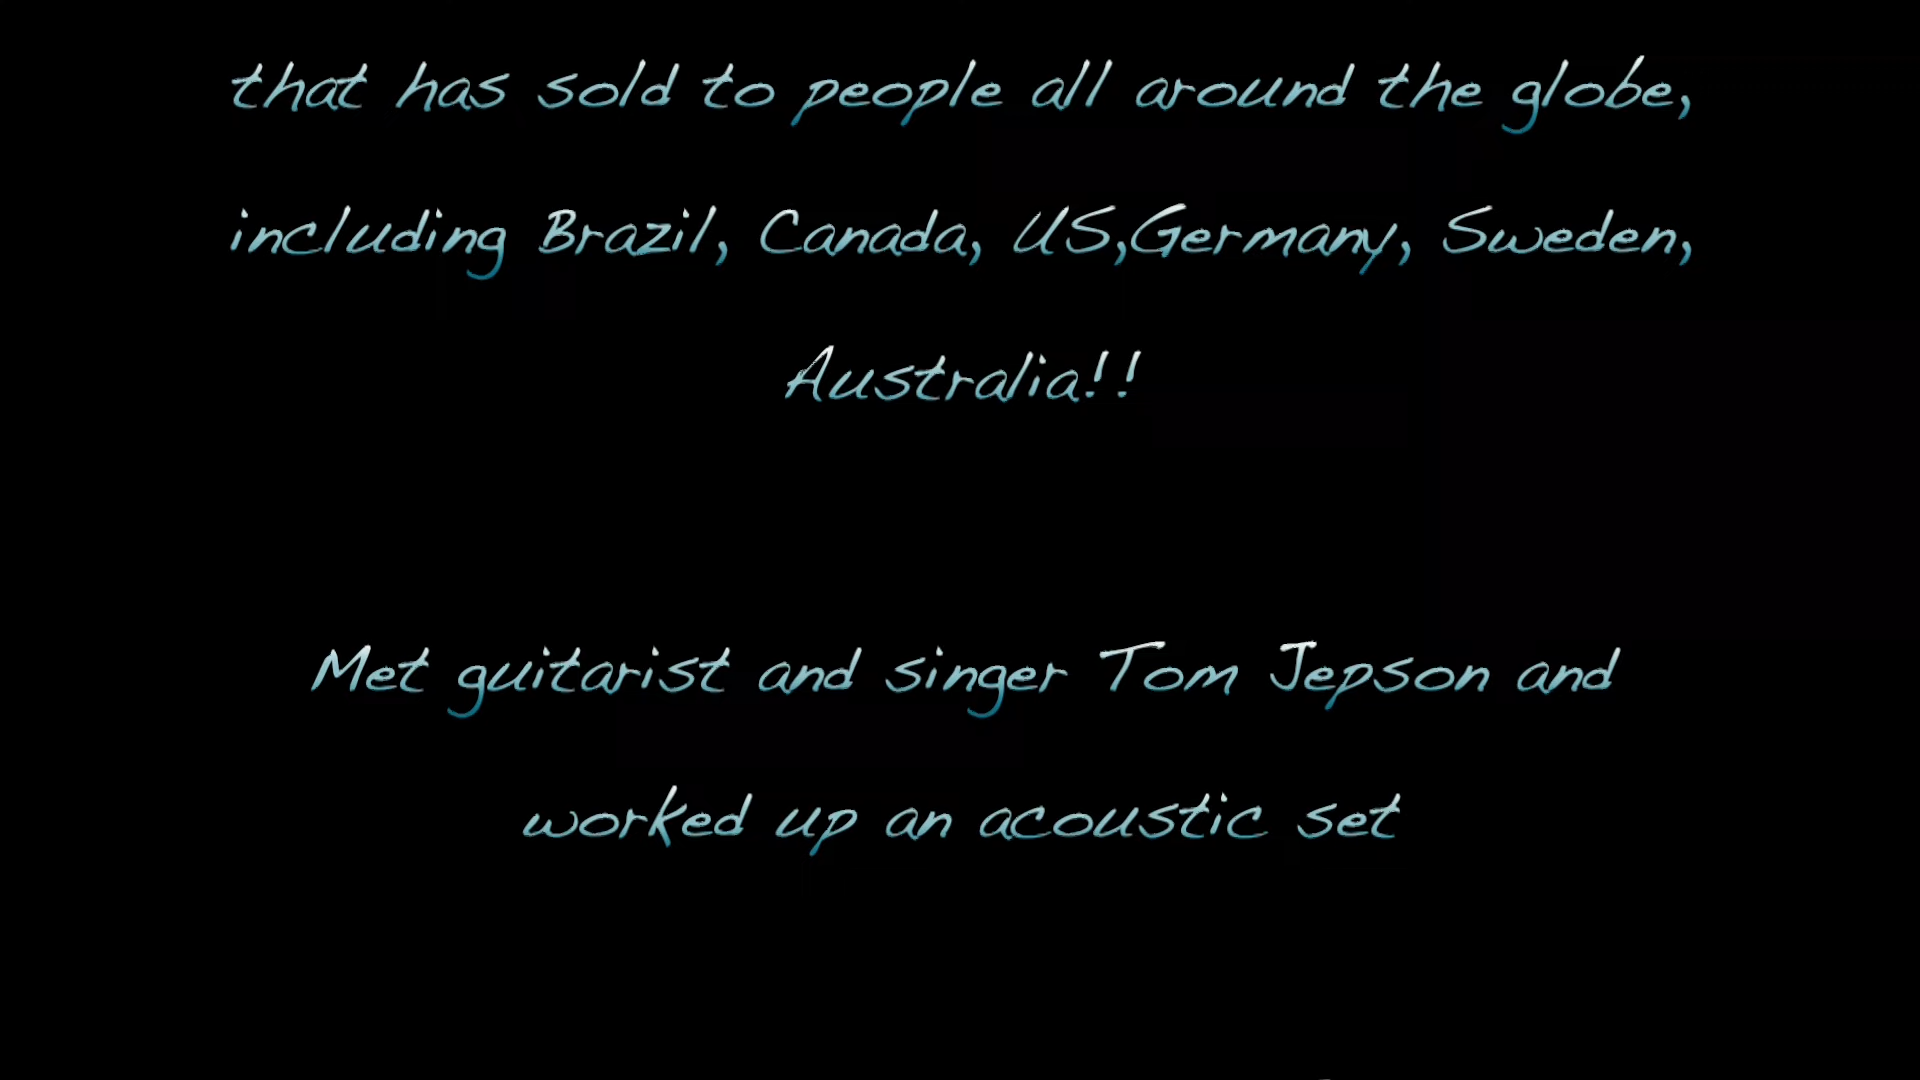 that has sold to people all around the globe,
including Brazil, Canada, US,Germany, Sweden,
Australia!!
Met guitarist and singer Tom Jepson and
worked up an acoustic set